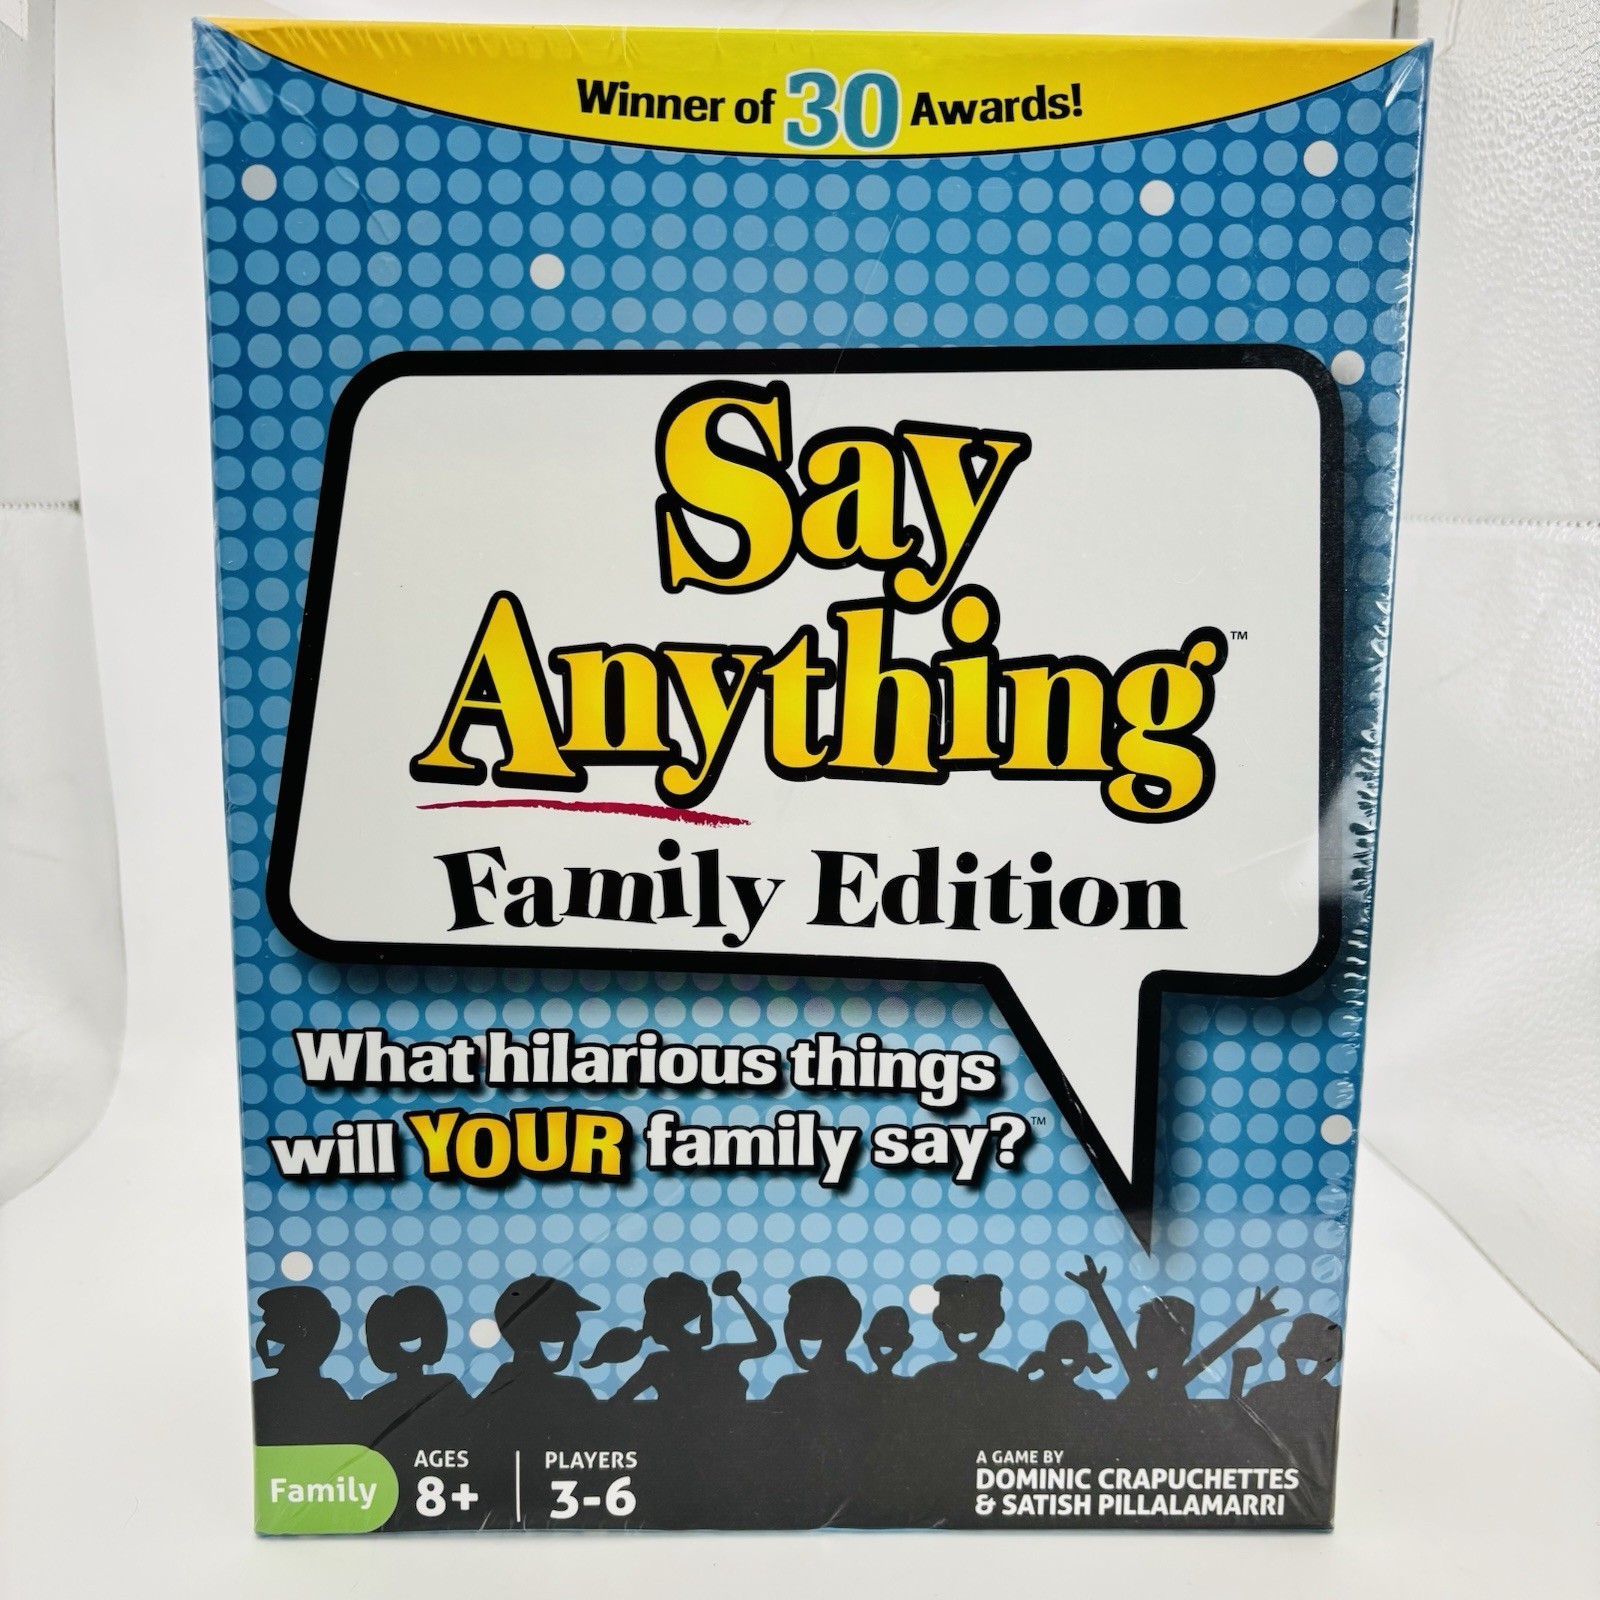 Winner of 30 Awards!
Say
Anything™
Family Edition
What hilarious things
will YOUR family say?™
Family
AGES
8+
PLAYERS
3-6
A GAME BY
DOMINIC CRAPUCHETTES
& SATISH PILLALAMARRI